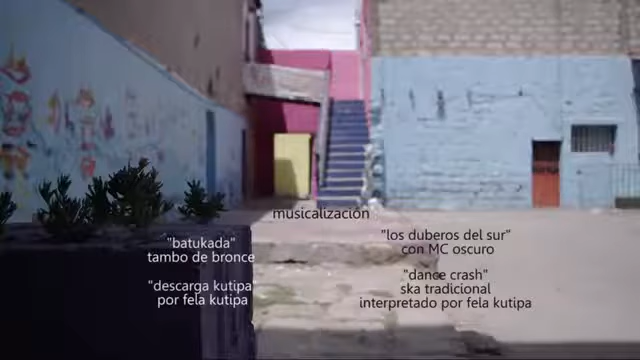 musicalización
"batukada"
tambo de bronce
"descarga kutipa"
por fela kutipa
"los duberos del sur"
con MC oscuro
"dance crash"
ska tradicional
interpretado por fela kutipa